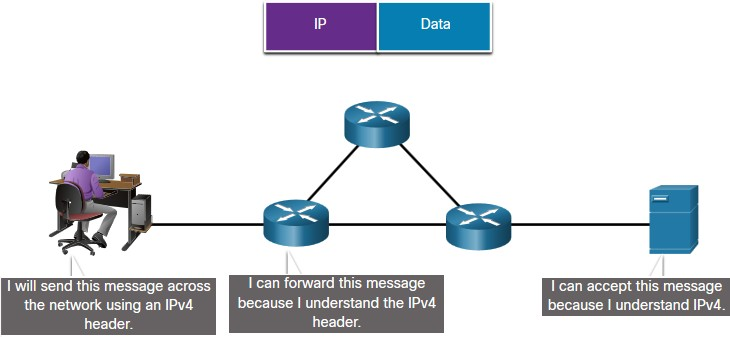 IP
Data
I will send this message across
the network using an IPv4
header.
I can forward this message
because I understand the IPv4
header.
I can accept this message
because I understand IPv4.